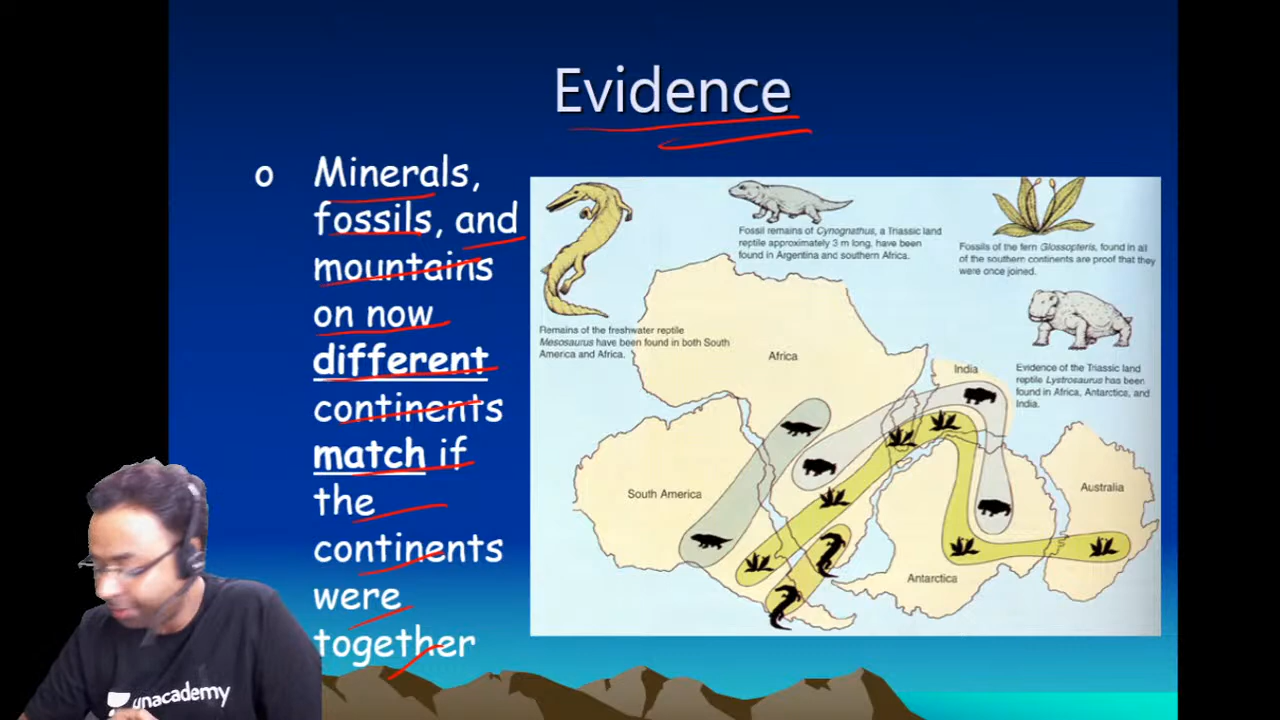 Evidence
o Minerals,
fossils, and
mountains
on now
different
continents
match if
the
continents
were
together
Fossil remains of Cynognathus, a Triassic land
reptile approximately 3 m long, have been
found in Argentina and southern Africa.
Fossils of the fern Glossopteris, found in all
of the southern continents are proof that they
were once joined.
Remains of the freshwater reptile
Mesosaurus have been found in both South
America and Africa.
Evidence of the Triassic land
reptile Lystrosaurus has been
found in Africa, Antarctica, and
India.
Africa
India
South America
Australia
Antarctica
unacademy